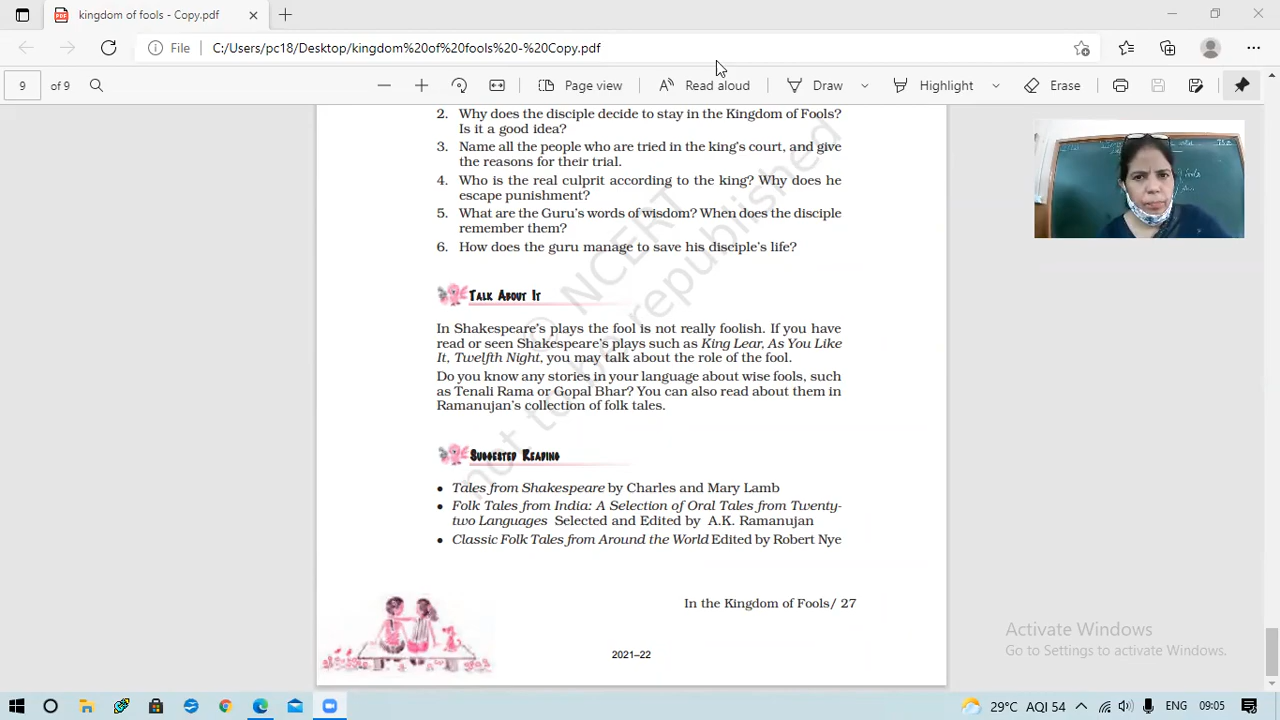 kingdom of fools - Copy.pdf
File
C:/Users/pc18/Desktop/kingdom%20of%20fools%20-%20Copy.pdf
9 of 9
Page view
Read aloud
Draw
Highlight
Erase
2. Why does the disciple decide to stay in the Kingdom of Fools?
Is it a good idea?
3. Name all the people who are tried in the king's court, and give
the reasons for their trial.
4. Who is the real culprit according to the king? Why does he
escape punishment?
5. What are the Guru's words of wisdom? When does the disciple
remember them?
6. How does the guru manage to save his disciple's life?
TALK ABOUT IT
In Shakespeare's plays the fool is not really foolish. If you have
read or seen Shakespeare's plays such as King Lear, As You Like
It, Twelfth Night, you may talk about the role of the fool.
Do you know any stories in your language about wise fools, such
as Tenali Rama or Gopal Bhar? You can also read about them in
Ramanujan's collection of folk tales.
SUGGESTED READING
• Tales from Shakespeare by Charles and Mary Lamb
• Folk Tales from India: A Selection of Oral Tales from Twenty-
two Languages Selected and Edited by A.K. Ramanujan
• Classic Folk Tales from Around the World Edited by Robert Nye
In the Kingdom of Fools/ 27
2021–22
© NCERT
not to be republished
Activate Windows
Go to Settings to activate Windows.
29°C AQI 54
ENG
09:05